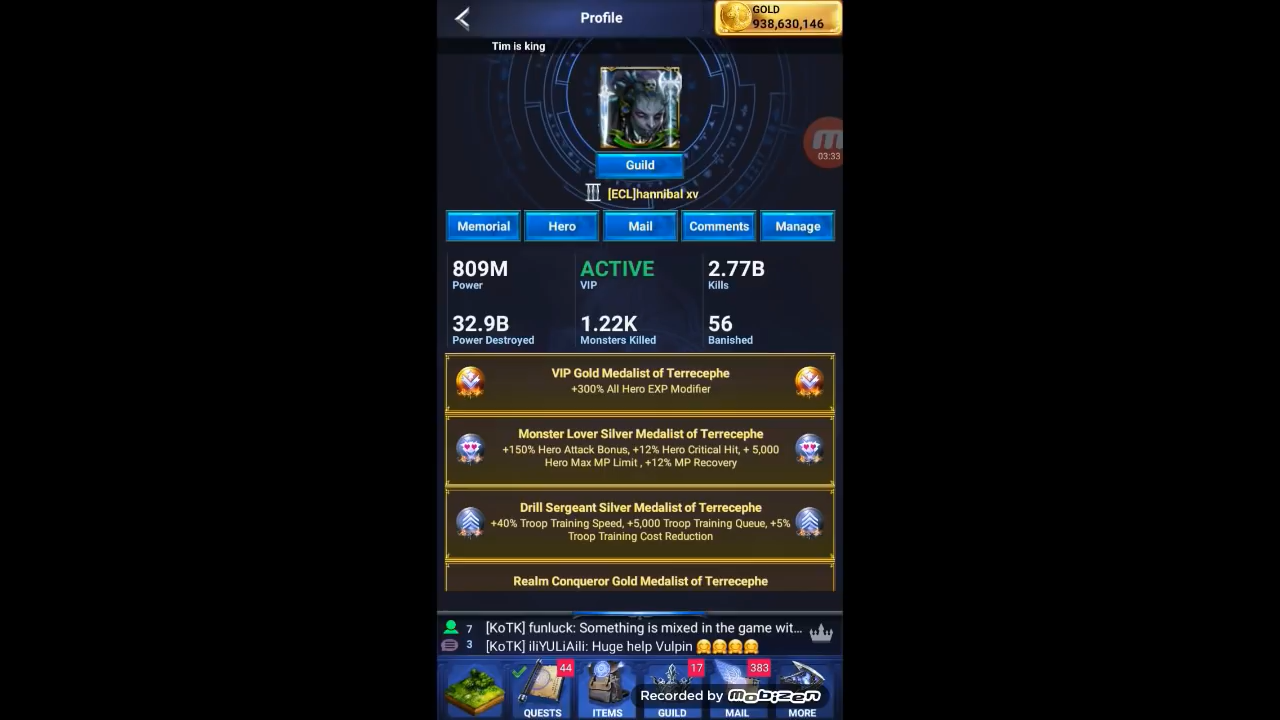 Profile
GOLD
938,630,146
Tim is king
03:33
Guild
[ECL]hannibal xv
Memorial
Hero
Mail
Comments
Manage
809M
Power
ACTIVE
VIP
2.77B
Kills
32.9B
Power Destroyed
1.22K
Monsters Killed
56
Banished
VIP Gold Medalist of Terrecephe
+300% All Hero EXP Modifier
Monster Lover Silver Medalist of Terrecephe
+150% Hero Attack Bonus, +12% Hero Critical Hit, + 5,000
Hero Max MP Limit , +12% MP Recovery
Drill Sergeant Silver Medalist of Terrecephe
+40% Troop Training Speed, +5,000 Troop Training Queue, +5%
Troop Training Cost Reduction
Realm Conqueror Gold Medalist of Terrecephe
7
[KoTK] funluck: Something is mixed in the game wit...
3
[KoTK] iliYULiAili: Huge help Vulpin
44
17
383
Recorded by mobizen
QUESTS
ITEMS
GUILD
MAIL
MORE